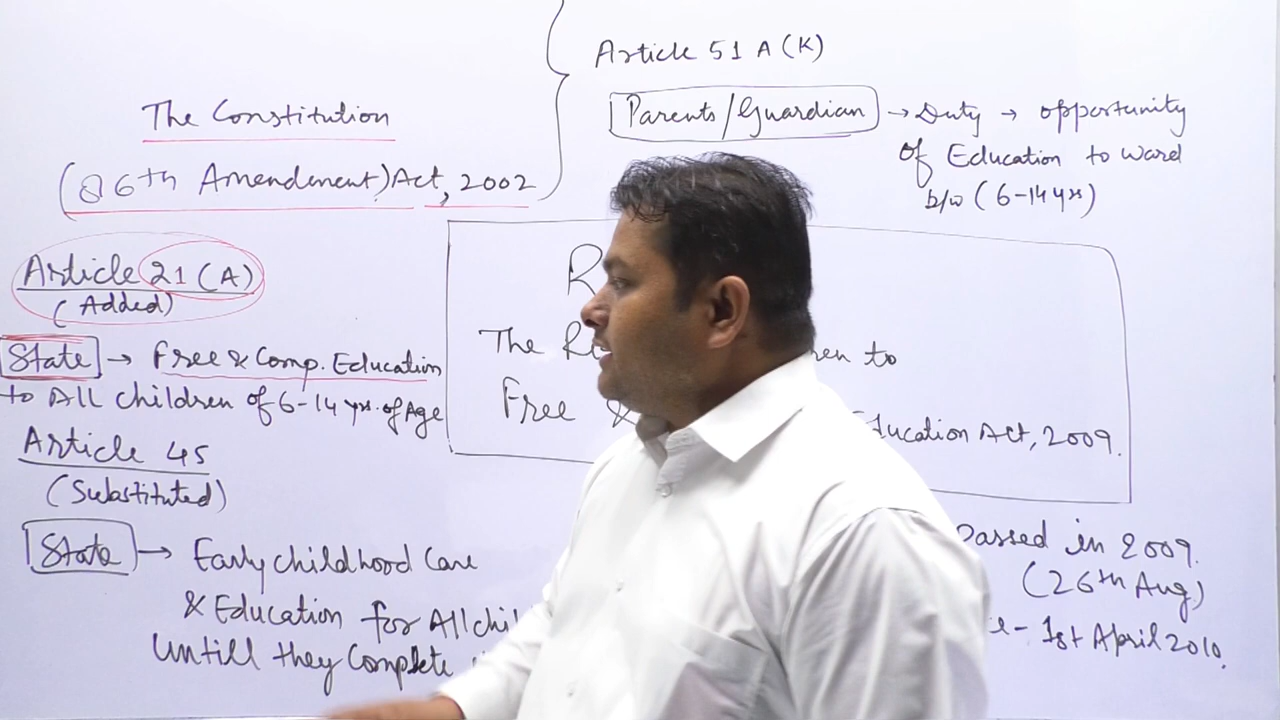 The Constitution
(86th Amendment) Act, 2002
Article 21 (A)
(Added)
State → Free & Comp. Education
to All children of 6-14 yrs. of Age
Article 45
(Substituted)
State → Early childhood Care
& Education for All
Untill they Complete
Article 51 A (K)
Parents/Guardian → Duty → opportunity
of Education to ward
b/w (6-14 yrs)
The
to
Free &
Education Act, 2009.
passed in 2009.
(26th Aug)
1st April 2010.